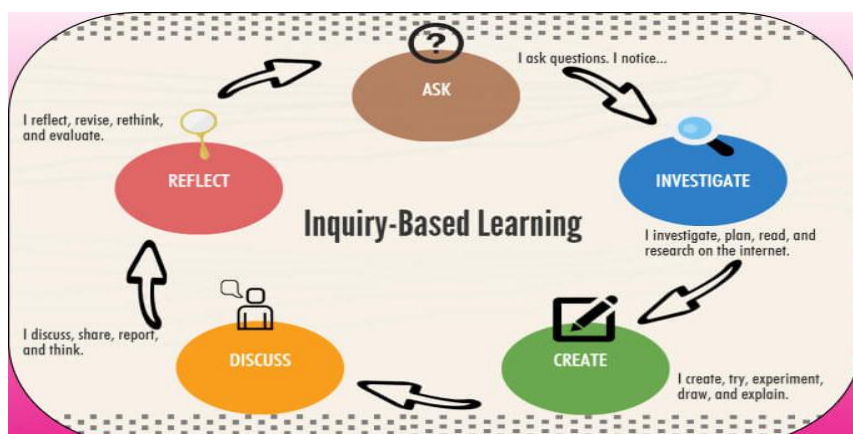 ?
ASK
I ask questions. I notice...
INVESTIGATE
I investigate, plan, read, and
research on the internet.
CREATE
I create, try, experiment,
draw, and explain.
DISCUSS
I discuss, share, report,
and think.
REFLECT
I reflect, revise, rethink,
and evaluate.
Inquiry-Based Learning